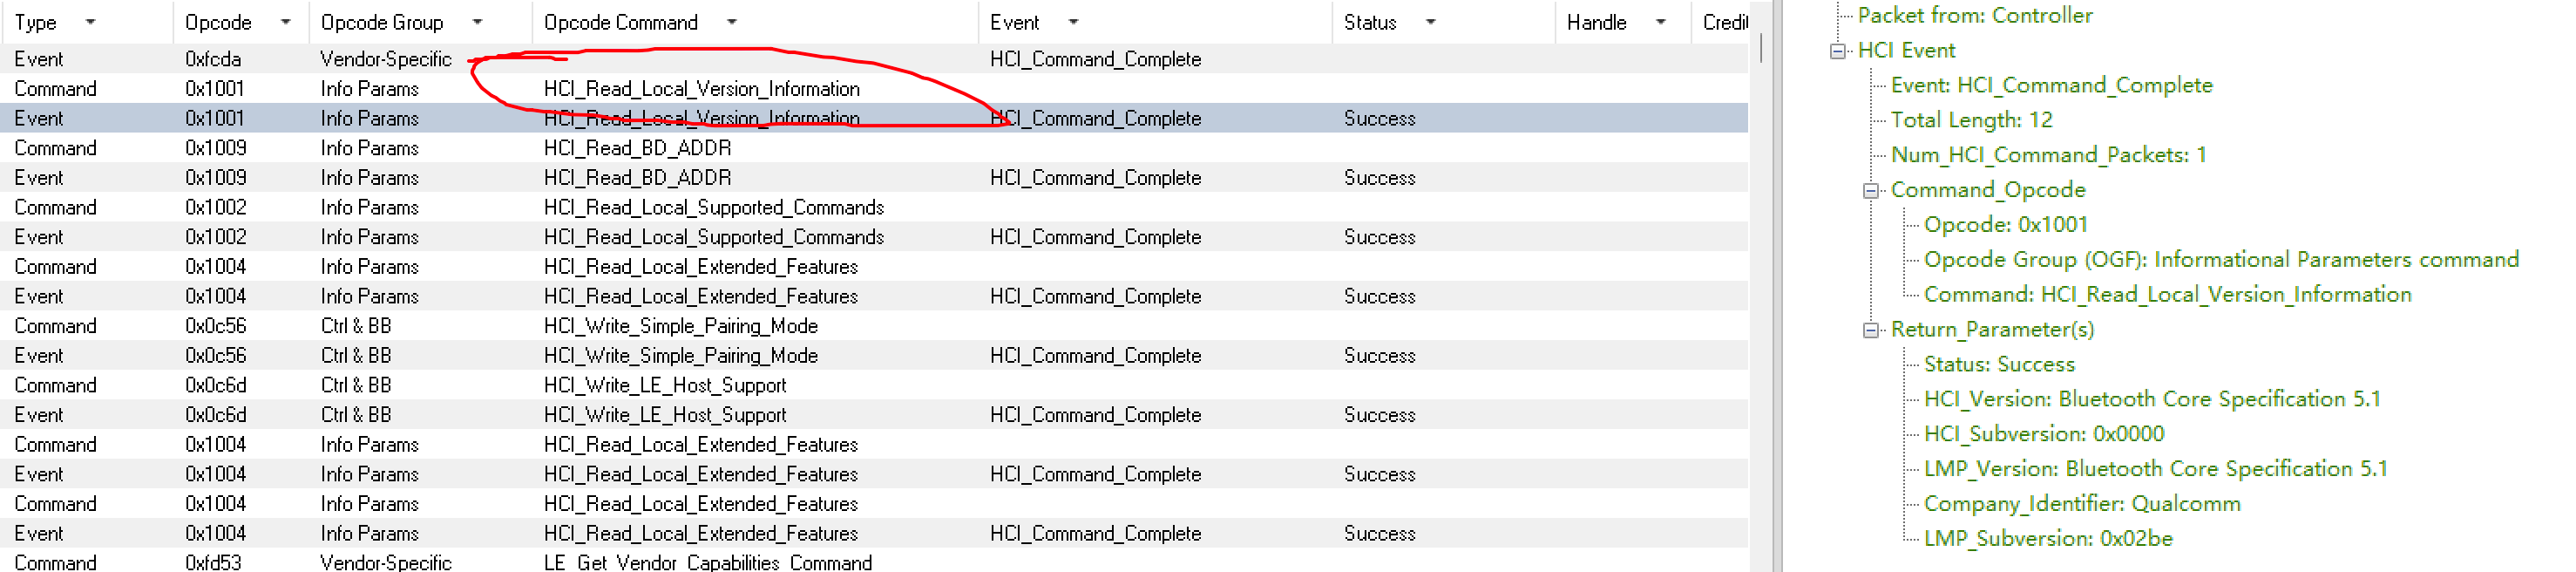 Type Opcode Opcode Group Opcode Command Event Status Handle Credit
Event 0xfcda Vendor-Specific HCI_Command_Complete
Command 0x1001 Info Params HCI_Read_Local_Version_Information
Event 0x1001 Info Params HCI_Read_Local_Version_Information HCI_Command_Complete Success
Command 0x1009 Info Params HCI_Read_BD_ADDR
Event 0x1009 Info Params HCI_Read_BD_ADDR HCI_Command_Complete Success
Command 0x1002 Info Params HCI_Read_Local_Supported_Commands
Event 0x1002 Info Params HCI_Read_Local_Supported_Commands HCI_Command_Complete Success
Command 0x1004 Info Params HCI_Read_Local_Extended_Features
Event 0x1004 Info Params HCI_Read_Local_Extended_Features HCI_Command_Complete Success
Command 0x0c56 Ctrl & BB HCI_Write_Simple_Pairing_Mode
Event 0x0c56 Ctrl & BB HCI_Write_Simple_Pairing_Mode HCI_Command_Complete Success
Command 0x0c6d Ctrl & BB HCI_Write_LE_Host_Support
Event 0x0c6d Ctrl & BB HCI_Write_LE_Host_Support HCI_Command_Complete Success
Command 0x1004 Info Params HCI_Read_Local_Extended_Features
Event 0x1004 Info Params HCI_Read_Local_Extended_Features HCI_Command_Complete Success
Command 0x1004 Info Params HCI_Read_Local_Extended_Features
Event 0x1004 Info Params HCI_Read_Local_Extended_Features HCI_Command_Complete Success
Command 0xfd53 Vendor-Specific LE_Get_Vendor_Capabilities_Command
Packet from: Controller
HCI Event
Event: HCI_Command_Complete
Total Length: 12
Num_HCI_Command_Packets: 1
Command_Opcode
Opcode: 0x1001
Opcode Group (OGF): Informational Parameters command
Command: HCI_Read_Local_Version_Information
Return_Parameter(s)
Status: Success
HCI_Version: Bluetooth Core Specification 5.1
HCI_Subversion: 0x0000
LMP_Version: Bluetooth Core Specification 5.1
Company_Identifier: Qualcomm
LMP_Subversion: 0x02be